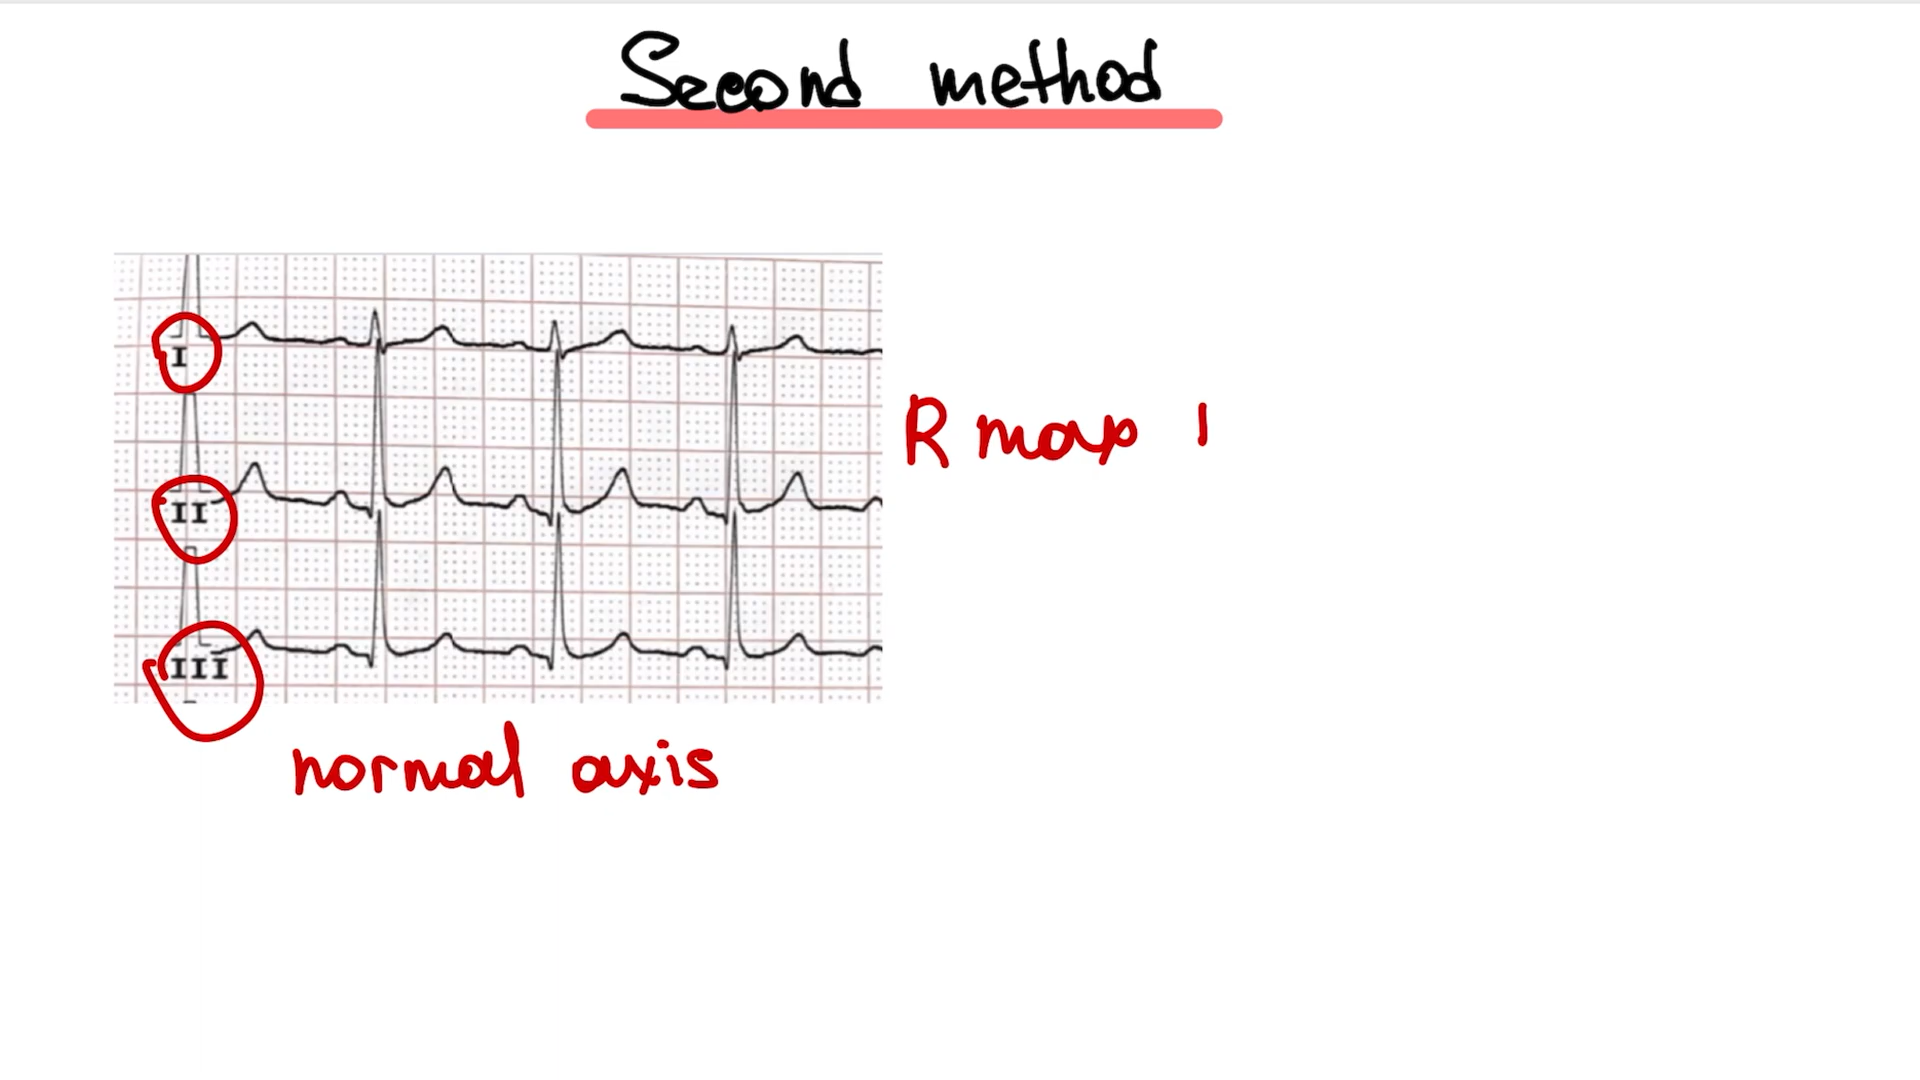 Second method
I
II
III
R max I
normal axis